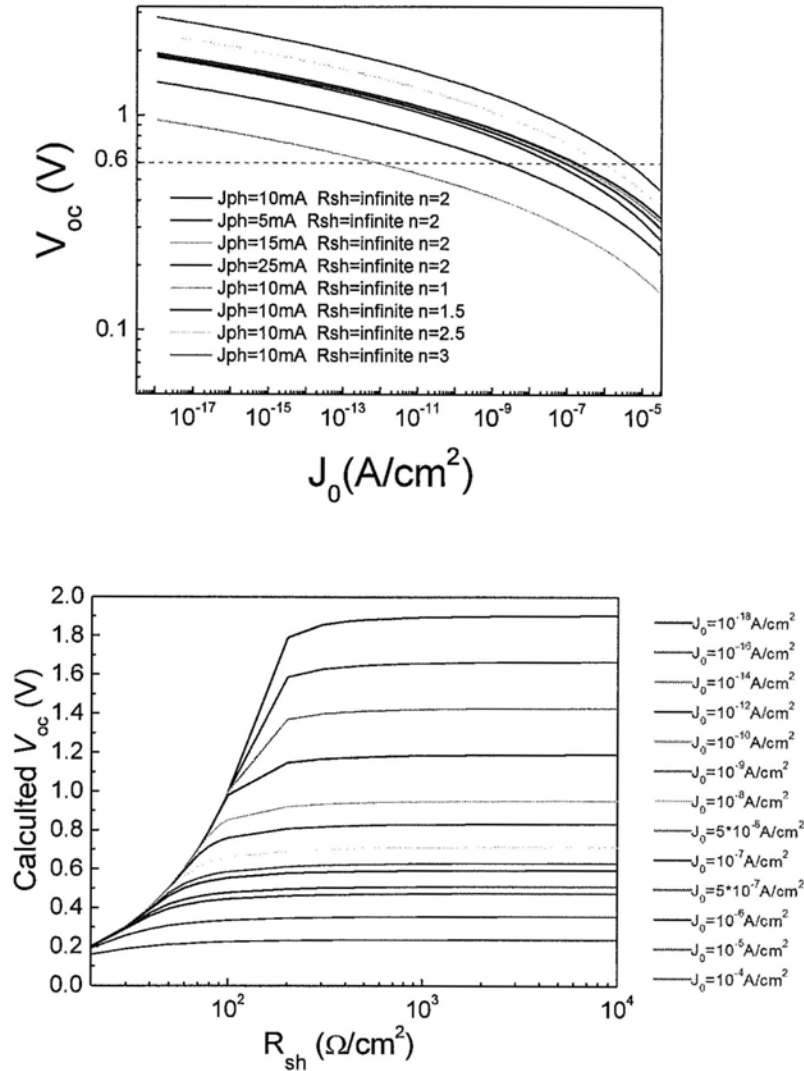 1
0.6
0.1
V_oc (V)
Jph=10mA Rsh=infinite n=2
Jph=5mA Rsh=infinite n=2
Jph=15mA Rsh=infinite n=2
Jph=25mA Rsh=infinite n=2
Jph=10mA Rsh=infinite n=1
Jph=10mA Rsh=infinite n=1.5
Jph=10mA Rsh=infinite n=2.5
Jph=10mA Rsh=infinite n=3
10^-17 10^-15 10^-13 10^-11 10^-9 10^-7 10^-5
J_0(A/cm^2)
2.0
1.8
1.6
1.4
1.2
1.0
0.8
0.6
0.4
0.2
0.0
Calculted V_oc (V)
10^2 10^3 10^4
R_sh (Ω/cm^2)
J_0=10^-18A/cm^2
J_0=10^-16A/cm^2
J_0=10^-14A/cm^2
J_0=10^-12A/cm^2
J_0=10^-10A/cm^2
J_0=10^-9A/cm^2
J_0=10^-8A/cm^2
J_0=10^-7A/cm^2
J_0=5*10^-7A/cm^2
J_0=10^-6A/cm^2
J_0=10^-5A/cm^2
J_0=10^-4A/cm^2